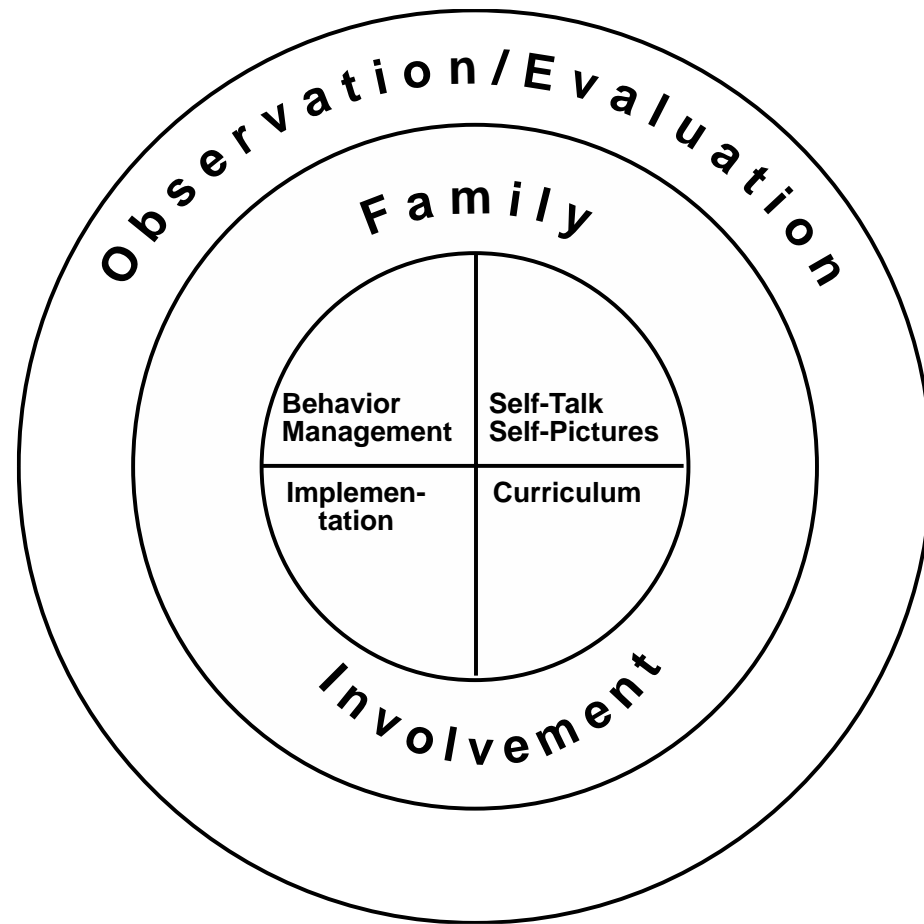 Observation/Evaluation
Family
Behavior
Management
Self-Talk
Self-Pictures
Implemen-
tation
Curriculum
Involvement